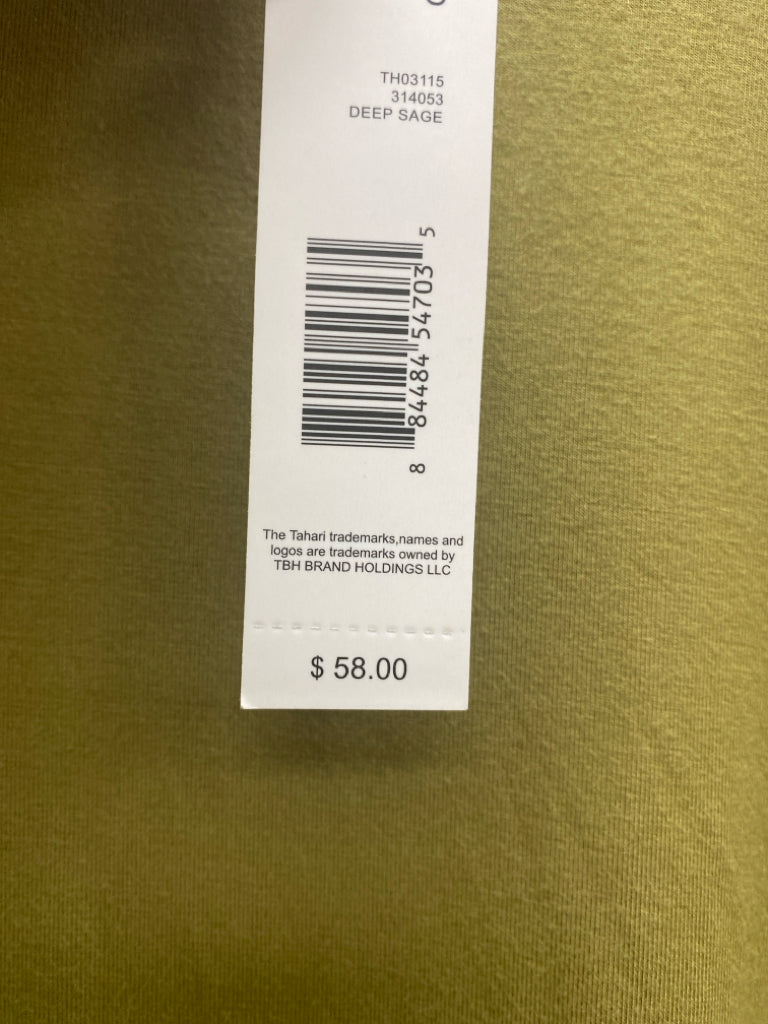 TH03115
314053
DEEP SAGE
8 84484 54703 5
The Tahari trademarks,names and
logos are trademarks owned by
TBH BRAND HOLDINGS LLC
$ 58.00